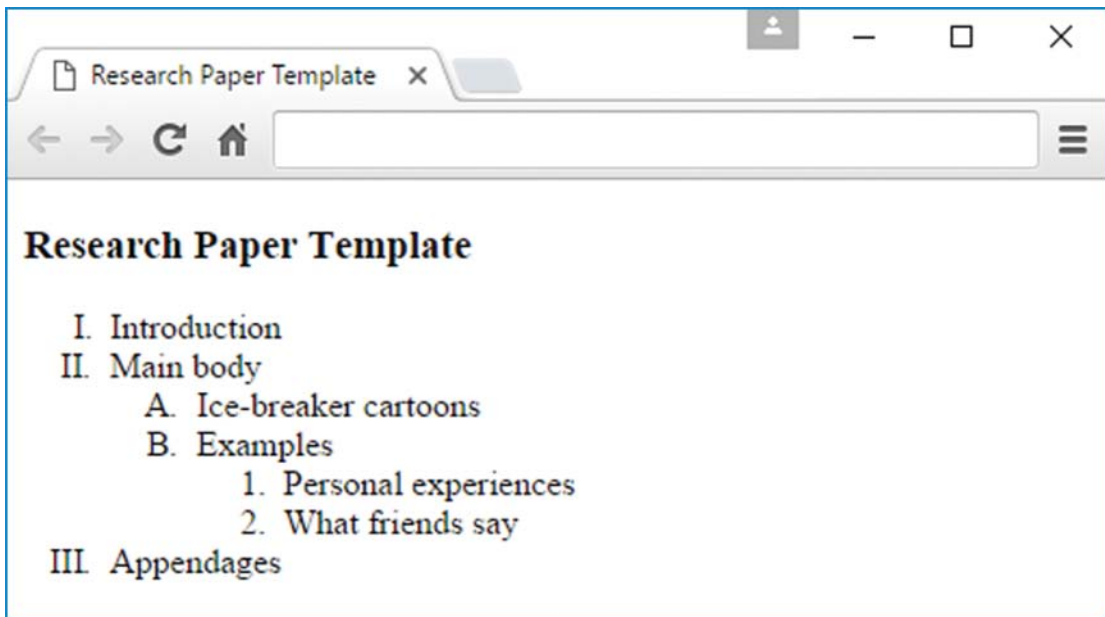 Research Paper Template
Research Paper Template
I. Introduction
II. Main body
A. Ice-breaker cartoons
B. Examples
1. Personal experiences
2. What friends say
III. Appendages